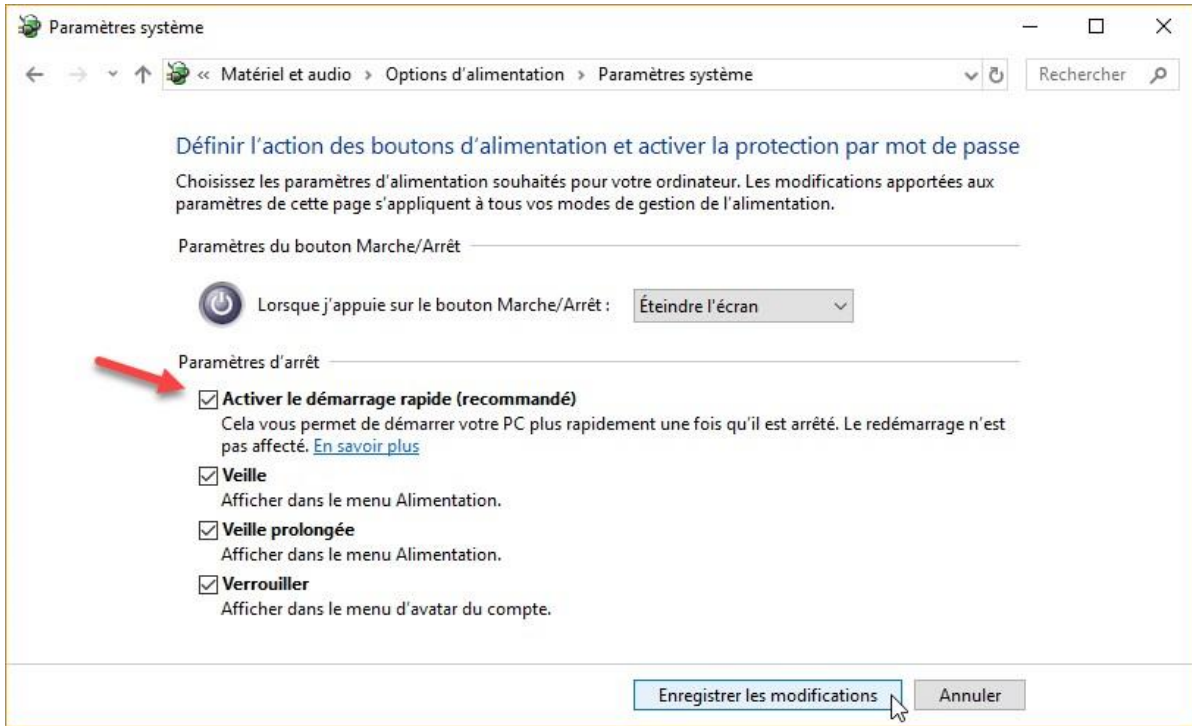 Paramètres système
« Matériel et audio › Options d'alimentation › Paramètres système
Rechercher
Définir l'action des boutons d'alimentation et activer la protection par mot de passe
Choisissez les paramètres d'alimentation souhaités pour votre ordinateur. Les modifications apportées aux
paramètres de cette page s'appliquent à tous vos modes de gestion de l'alimentation.
Paramètres du bouton Marche/Arrêt
Lorsque j'appuie sur le bouton Marche/Arrêt : Éteindre l'écran
Paramètres d'arrêt
Activer le démarrage rapide (recommandé)
Cela vous permet de démarrer votre PC plus rapidement une fois qu'il est arrêté. Le redémarrage n'est
pas affecté. En savoir plus
Veille
Afficher dans le menu Alimentation.
Veille prolongée
Afficher dans le menu Alimentation.
Verrouiller
Afficher dans le menu d'avatar du compte.
Enregistrer les modifications
Annuler